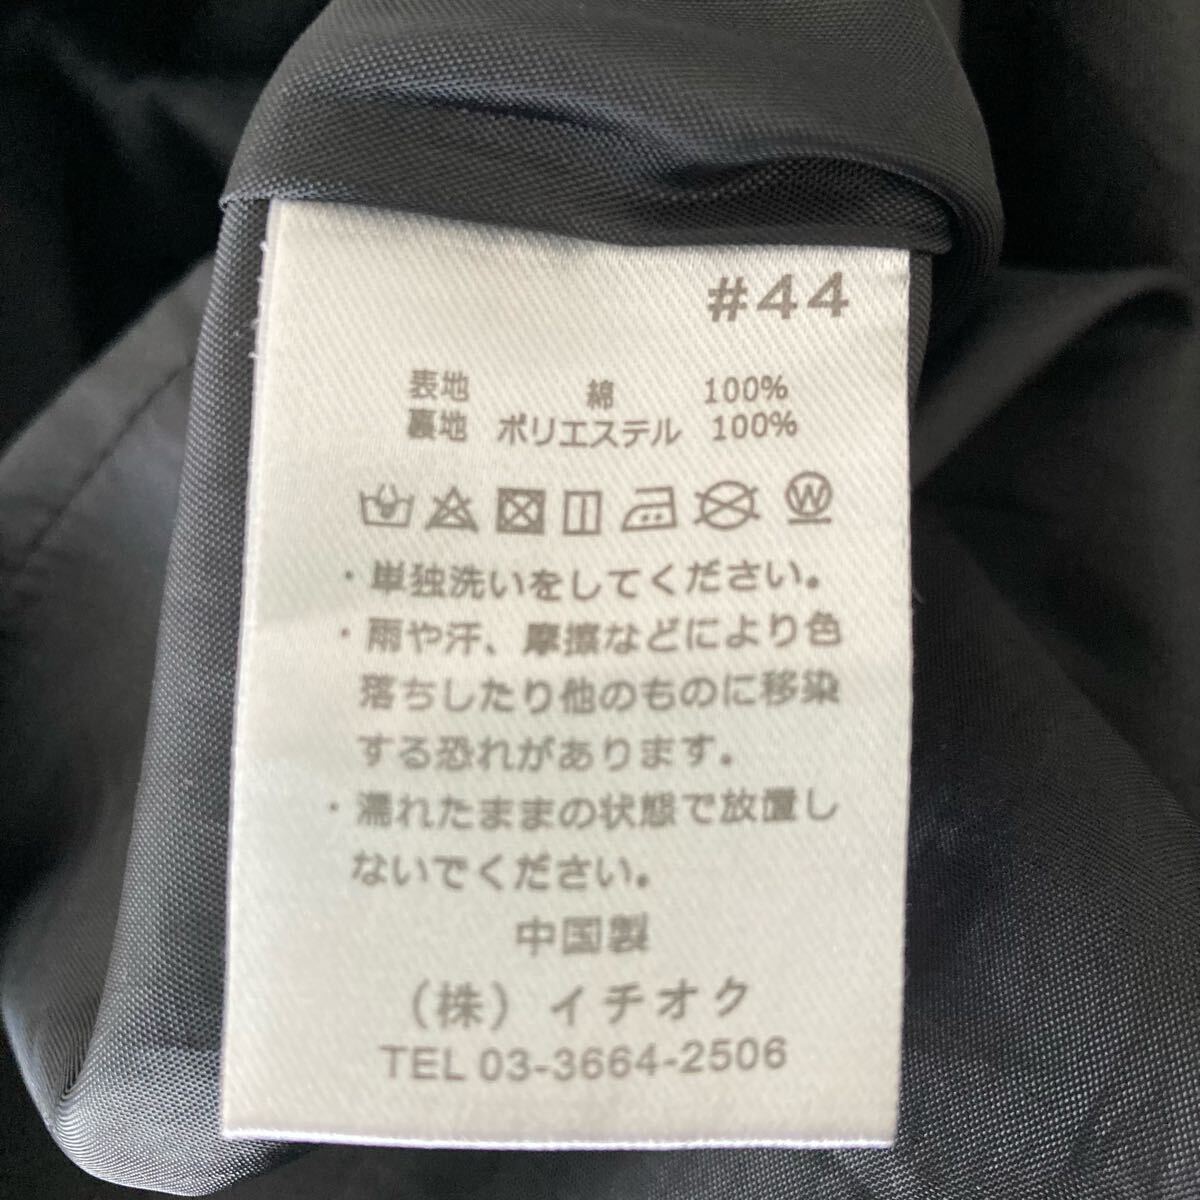 #44
表地 綿 100%
裏地 ポリエステル 100%
W
・単独洗いをしてください。
・雨や汗、摩擦などにより色
落ちしたり他のものに移染
する恐れがあります。
・濡れたままの状態で放置し
ないでください。
中国製
（株）イチオク
TEL 03-3664-2506